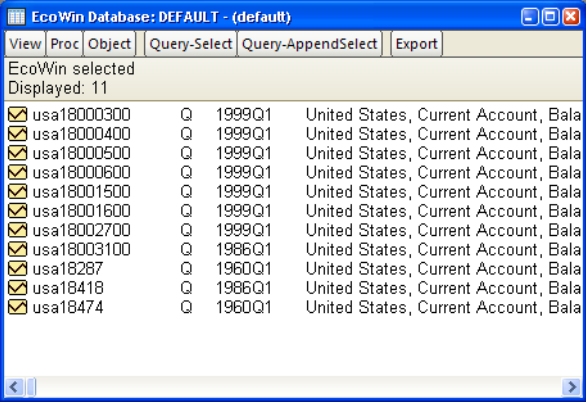 EcoWin Database: DEFAULT - (default)
View Proc Object Query-Select Query-AppendSelect Export
EcoWin selected
Displayed: 11
usa18000300 Q 1999Q1 United States, Current Account, Bala
usa18000400 Q 1999Q1 United States, Current Account, Bala
usa18000500 Q 1999Q1 United States, Current Account, Bala
usa18000600 Q 1999Q1 United States, Current Account, Bala
usa18001500 Q 1999Q1 United States, Current Account, Bala
usa18001600 Q 1999Q1 United States, Current Account, Bala
usa18002700 Q 1999Q1 United States, Current Account, Bala
usa18003100 Q 1986Q1 United States, Current Account, Bala
usa18287 Q 1960Q1 United States, Current Account, Bala
usa18418 Q 1986Q1 United States, Current Account, Bala
usa18474 Q 1960Q1 United States, Current Account, Bala